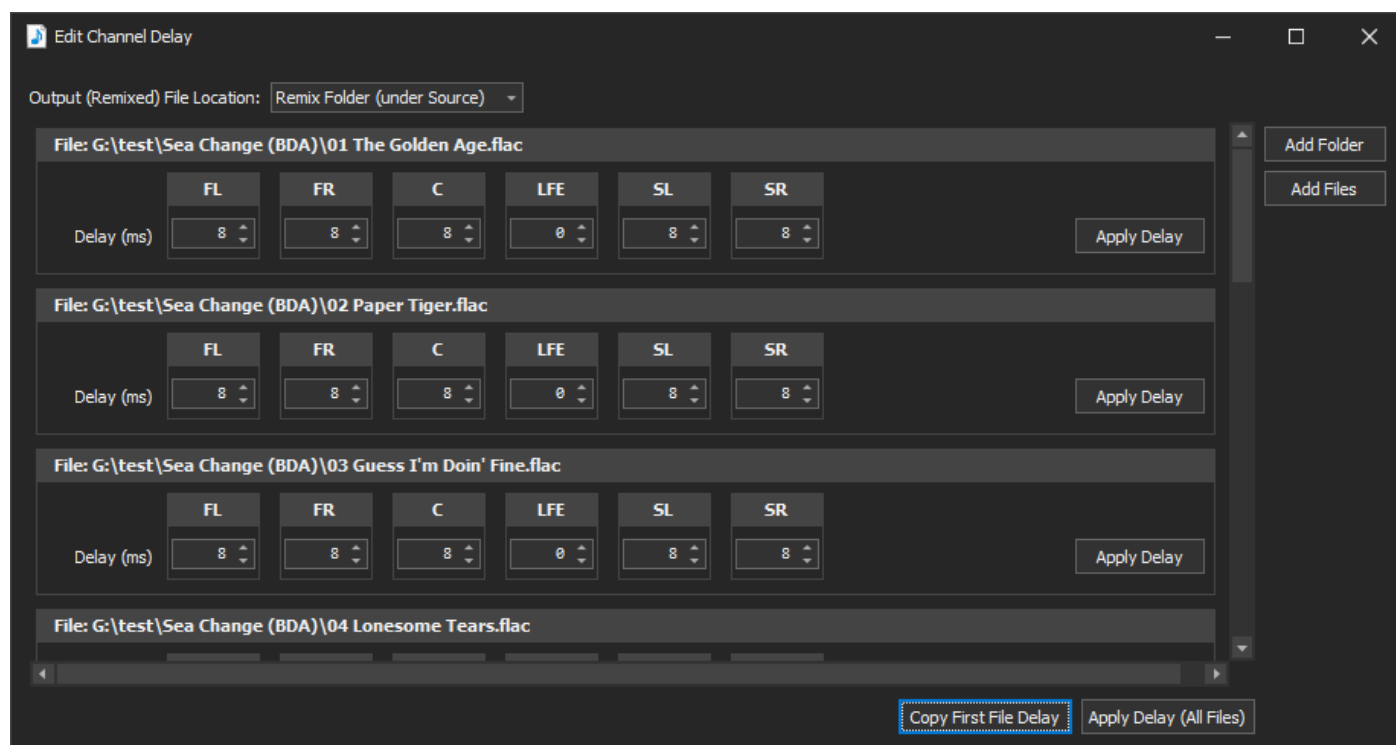 Edit Channel Delay
Output (Remixed) File Location: Remix Folder (under Source)
File: G:\test\Sea Change (BDA)\01 The Golden Age.flac
Add Folder
FL FR C LFE SL SR
Add Files
Delay (ms) 8 8 8 0 8 8 Apply Delay
File: G:\test\Sea Change (BDA)\02 Paper Tiger.flac
FL FR C LFE SL SR
Delay (ms) 8 8 8 0 8 8 Apply Delay
File: G:\test\Sea Change (BDA)\03 Guess I'm Doin' Fine.flac
FL FR C LFE SL SR
Delay (ms) 8 8 8 0 8 8 Apply Delay
File: G:\test\Sea Change (BDA)\04 Lonesome Tears.flac
Copy First File Delay Apply Delay (All Files)